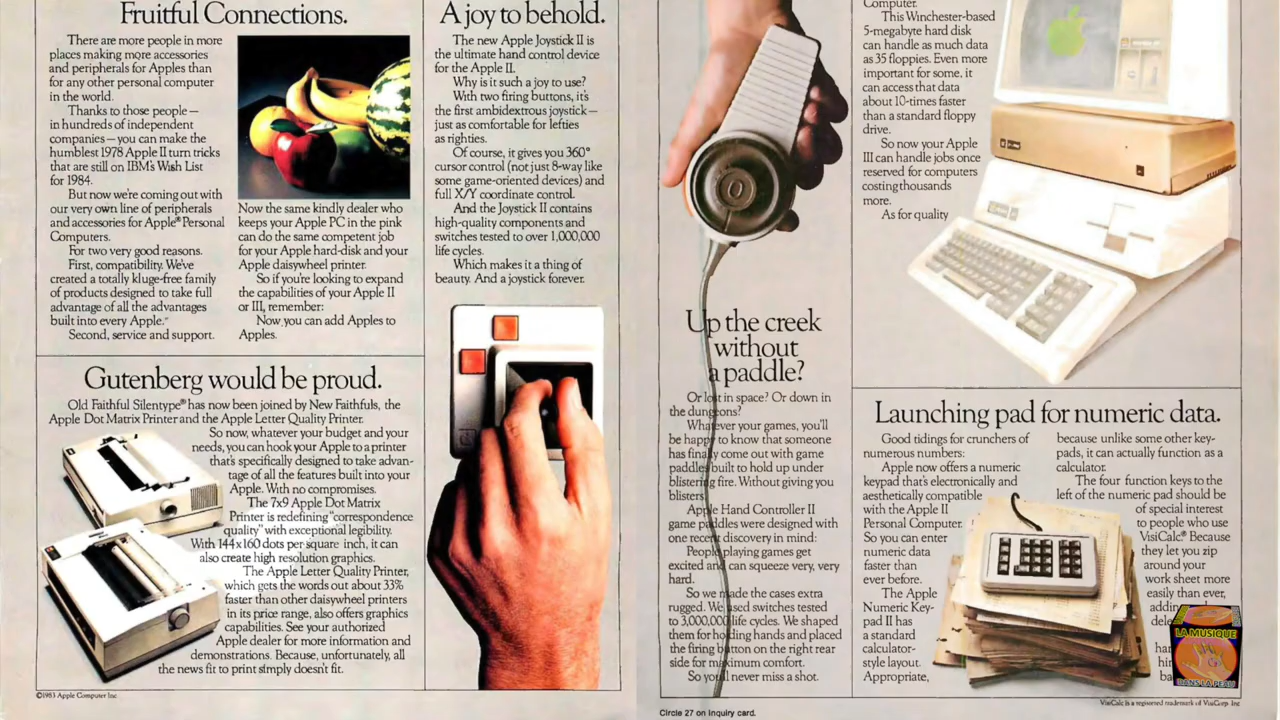 Fruitful Connections.
There are more people in more
places making more accessories
and peripherals for Apples than
for any other personal computer
in the world.
Thanks to those people —
in hundreds of independent
companies — you can make the
humblest 1978 Apple II turn tricks
that are still on IBM's Wish List
for 1984.
But now we're coming out with
our very own line of peripherals
and accessories for Apple® Personal
Computers.
For two very good reasons.
First, compatibility. We've
created a totally kluge-free family
of products designed to take full
advantage of all the advantages
built into every Apple.
Second, service and support.
Now the same kindly dealer who
keeps your Apple PC in the pink
can do the same competent job
for your Apple hard-disk and your
Apple daisywheel printer.
So if you're looking to expand
the capabilities of your Apple II
or III, remember:
Now you can add Apples to
Apples.
Gutenberg would be proud.
Old Faithful Silentype® has now been joined by New Faithfuls, the
Apple Dot Matrix Printer and the Apple Letter Quality Printer.
So now, whatever your budget and your
needs, you can hook your Apple to a printer
that's specifically designed to take advan-
tage of all the features built into your
Apple. With no compromises.
The 7x9 Apple Dot Matrix
Printer is redefining "correspondence
quality" with exceptional legibility.
With 144x160 dots per square inch, it can
also create high resolution graphics.
The Apple Letter Quality Printer,
which gets the words out about 33%
faster than other daisywheel printers
in its price range, also offers graphics
capabilities. See your authorized
Apple dealer for more information and
demonstrations. Because, unfortunately, all
the news fit to print simply doesn't fit.
©1983 Apple Computer Inc.
A joy to behold.
The new Apple Joystick II is
the ultimate hand control device
for the Apple II.
Why is it such a joy to use?
With two firing buttons, it's
the first ambidextrous joystick —
just as comfortable for lefties
as righties.
Of course, it gives you 360°
cursor control (not just 8-way like
some game-oriented devices) and
full X/Y coordinate control.
And the Joystick II contains
high-quality components and
switches tested to over 1,000,000
life cycles.
Which makes it a thing of
beauty. And a joystick forever.
Up the creek
without
a paddle?
Or lost in space? Or down in
the dungeons?
Whatever your games, you'll
be happy to know that someone
has finally come out with game
paddles built to hold up under
blistering fire. Without giving you
blisters.
Apple Hand Controller II
game paddles were designed with
one recent discovery in mind:
People playing games get
excited and can squeeze very, very
hard.
So we made the cases extra
rugged. We used switches tested
to 3,000,000 life cycles. We shaped
them for holding hands and placed
the firing button on the right rear
side for maximum comfort.
So you'll never miss a shot.
Circle 27 on Inquiry card.
Computer.
This Winchester-based
5-megabyte hard disk
can handle as much data
as 35 floppies. Even more
important for some, it
can access that data
about 10-times faster
than a standard floppy
drive.
So now your Apple
III can handle jobs once
reserved for computers
costing thousands
more.
As for quality
Launching pad for numeric data.
Good tidings for crunchers of
numerous numbers:
Apple now offers a numeric
keypad that's electronically and
aesthetically compatible
with the Apple II
Personal Computer.
So you can enter
numeric data
faster than
ever before.
The Apple
Numeric Key-
pad II has
a standard
calculator-
style layout.
Appropriate,
because unlike some other key-
pads, it can actually function as a
calculator.
The four function keys to the
left of the numeric pad should be
of special interest
to people who use
VisiCalc® Because
they let you zip
around your
work sheet more
easily than ever,
VisiCalc is a registered trademark of VisiCorp Inc.
LA MUSIQUE
DANS LA PEAU